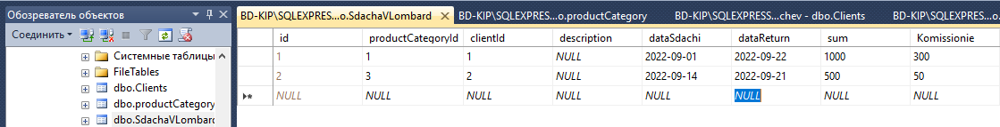 Обозреватель объектов
Соединить
Системные таблицы
FileTables
dbo.Clients
dbo.productCategory
dbo.SdachaVLombard
BD-KIP\SQLEXPRES...o.SdachaVLombard BD-KIP\SQLEXPRES...o.productCategory BD-KIP\SQLEXPRESS...chev - dbo.Clients BD-KIP\SQLEXPRES
id productCategoryId clientId description dataSdachi dataReturn sum Komissionie
1 1 1 NULL 2022-09-01 2022-09-22 1000 300
2 3 2 NULL 2022-09-14 2022-09-21 500 50
NULL NULL NULL NULL NULL NULL NULL NULL